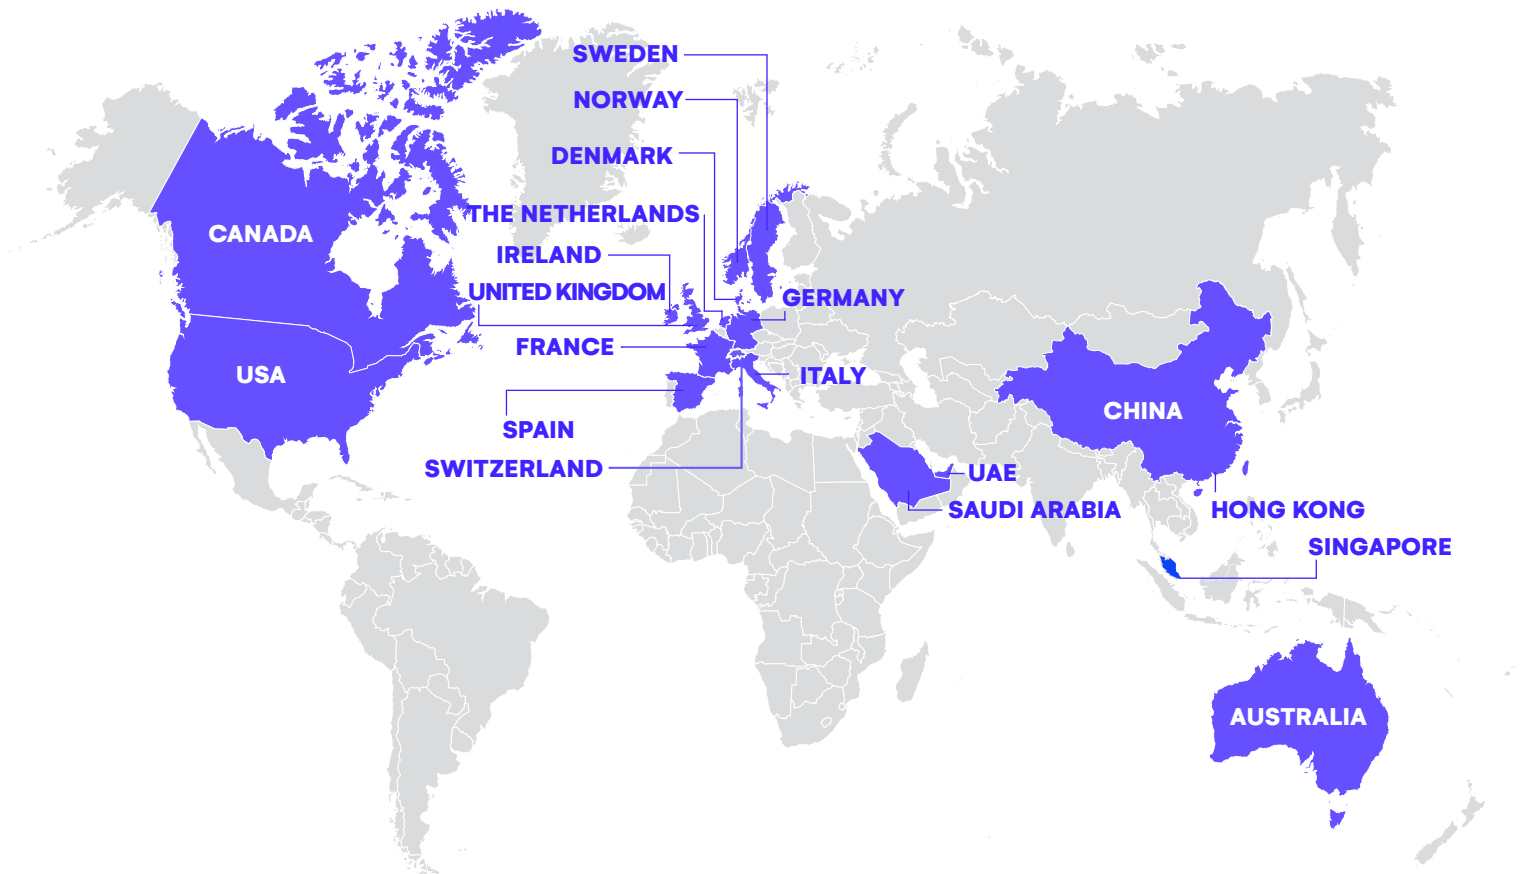 SWEDEN
NORWAY
DENMARK
THE NETHERLANDS
CANADA
IRELAND
UNITED KINGDOM
GERMANY
FRANCE
USA
ITALY
CHINA
SPAIN
SWITZERLAND
UAE
SAUDI ARABIA
HONG KONG
SINGAPORE
AUSTRALIA